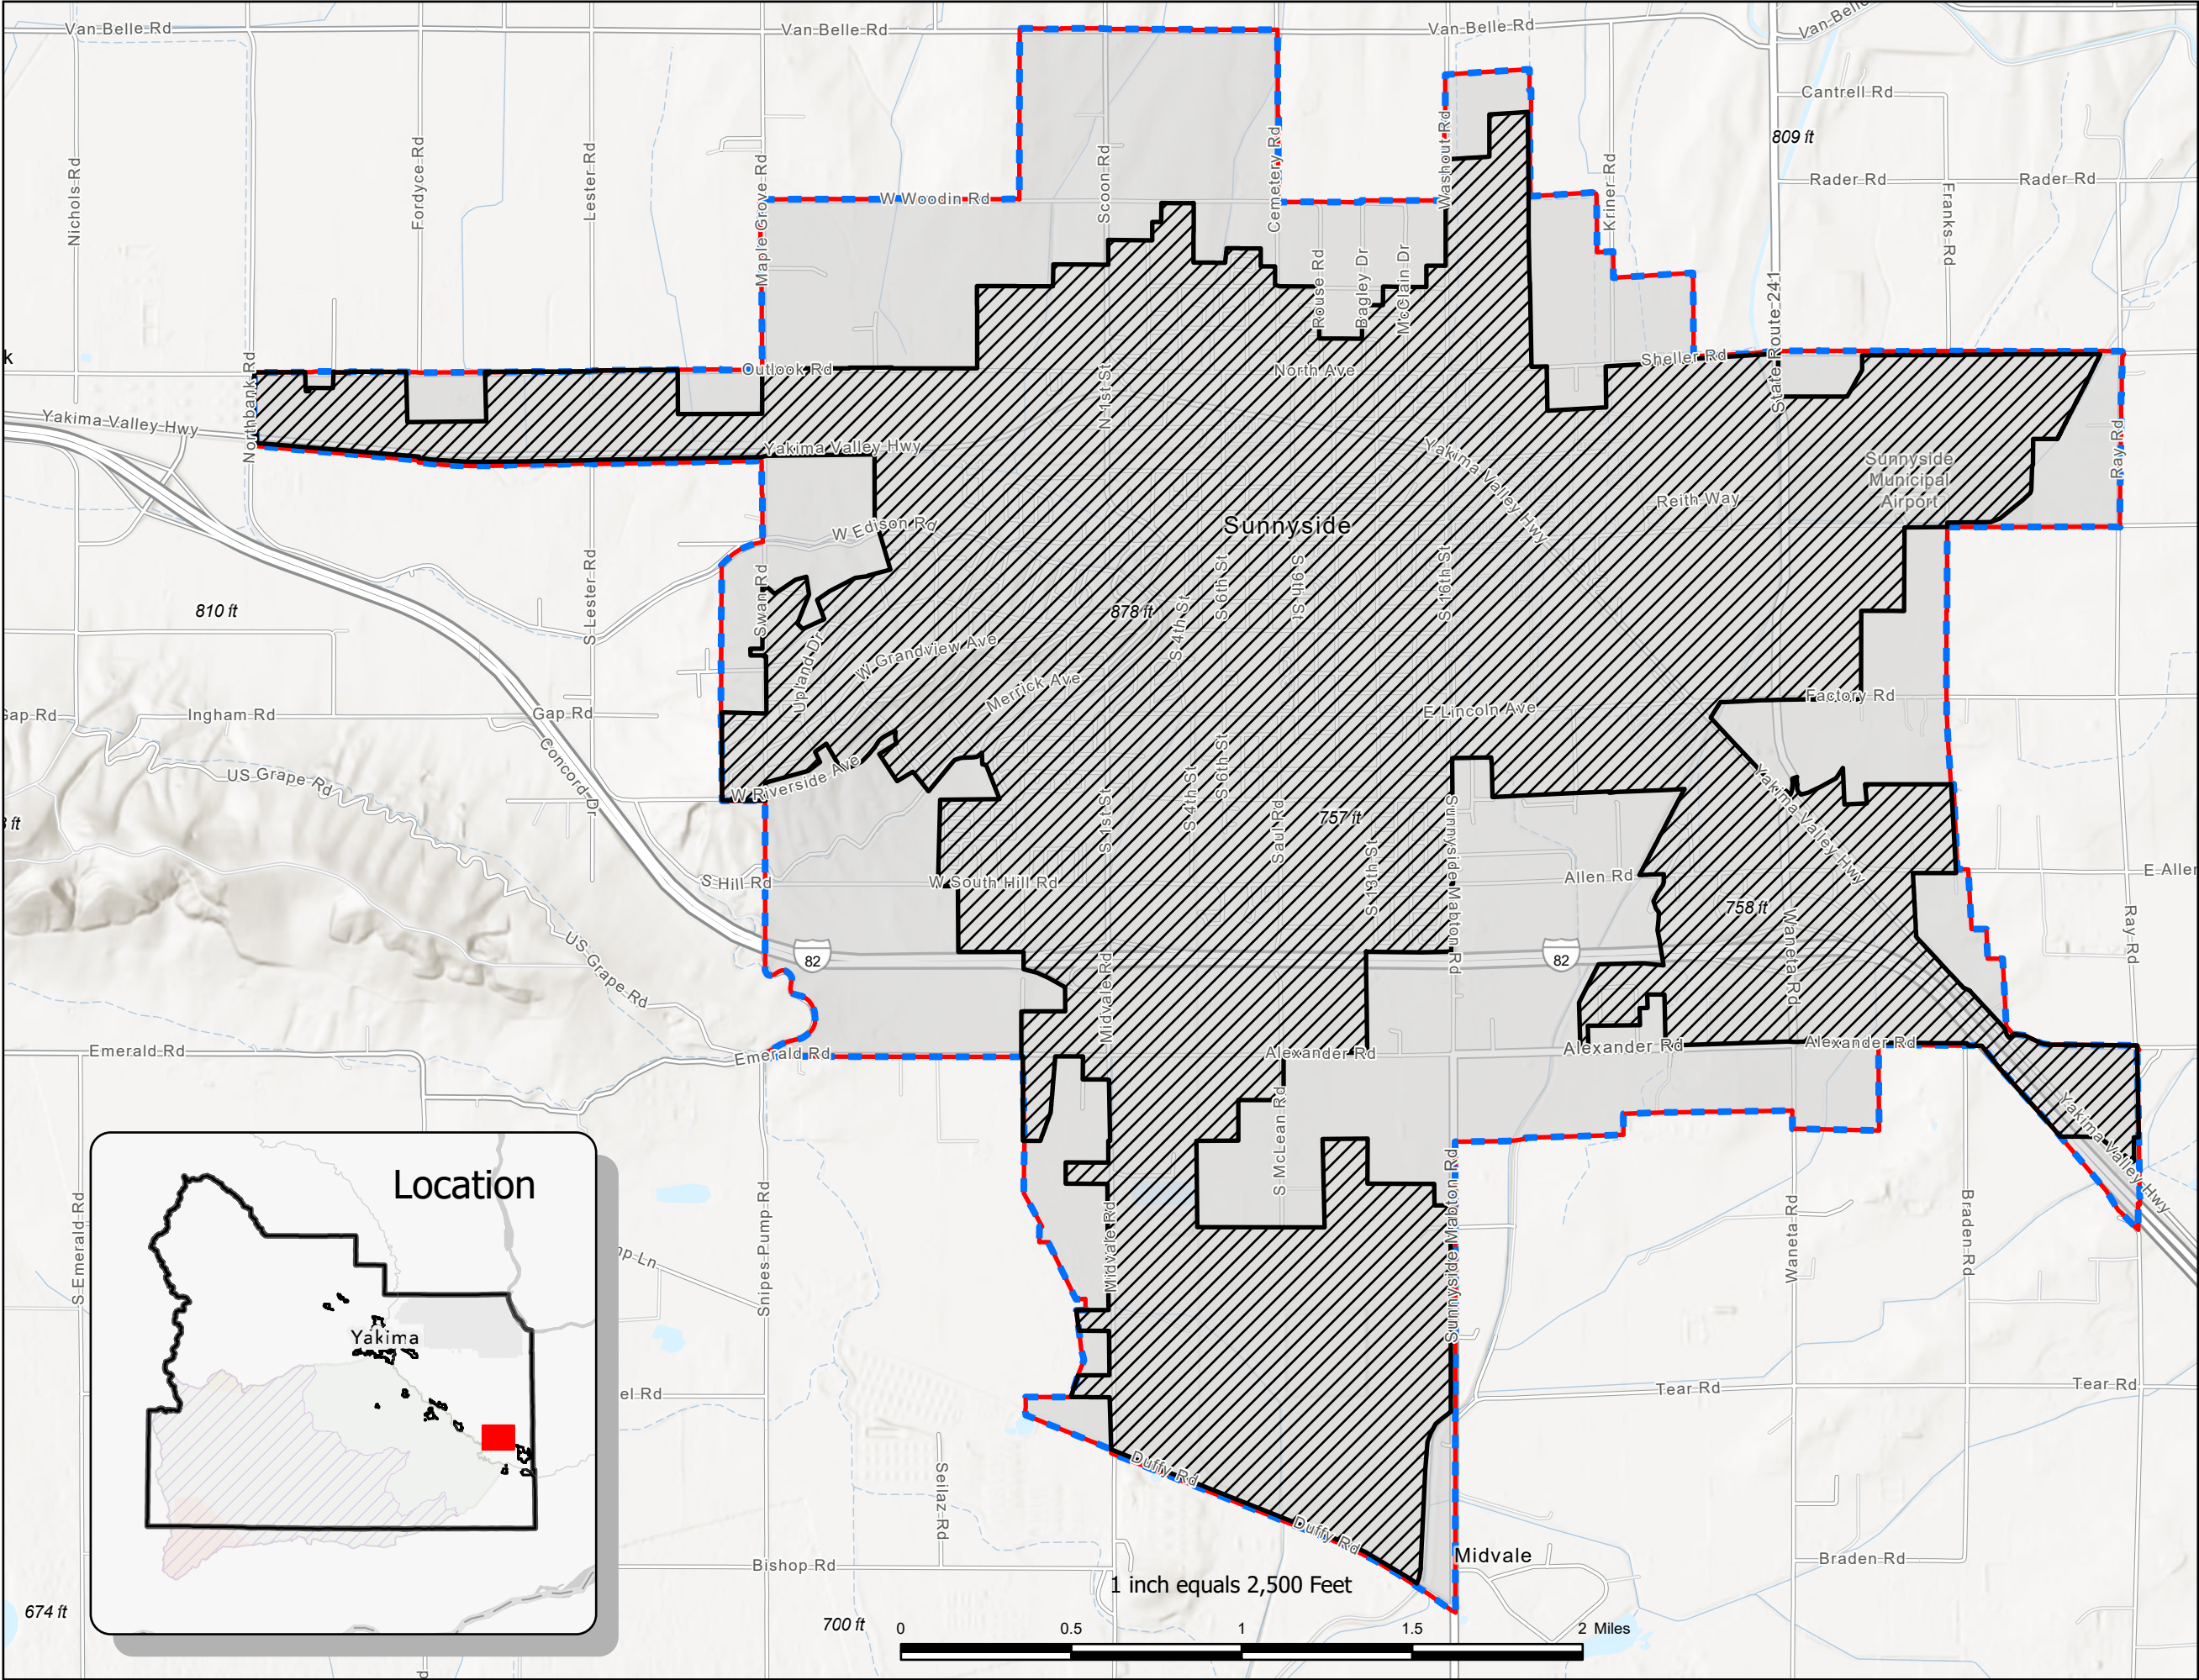 Van Belle Rd
Van Belle Rd
Van Belle Rd
Cantrell Rd
809 ft
Nichols Rd
Fordyce Rd
Lester Rd
Maple Grove Rd
W Woodin Rd
Scoon Rd
Cemetery Rd
Washout Rd
Kriner Rd
Rader Rd
Rader Rd
Franks Rd
Rouse Rd
Bagley Dr
McClain Dr
State Route 241
k
Northbank Rd
Outlook Rd
N 1st St
North Ave
Sheller Rd
Yakima Valley Hwy
Yakima Valley Hwy
Yakima Valley Hwy
Ray Rd
Sunnyside
Municipal
Airport
Reith Way
Sunnyside
W Edison Rd
S Lester Rd
Swan Rd
S 6th St
S 9th St
S 16th St
810 ft
878 ft
S 4th St
Upland Dr
W Grandview Ave
Merrick Ave
Factory Rd
Gap Rd
Ingham Rd
Gap Rd
E Lincoln Ave
Concord Dr
US Grape Rd
W Riverside Ave
S 6th St
S 4th St
S 1st St
Saul Rd
757 ft
S 13th St
Sunnyside Mabton Rd
Yakima Valley Hwy
ft
S Hill Rd
W South Hill Rd
Allen Rd
E Aller
758 ft
Waneta Rd
Ray Rd
US Grape Rd
82
82
Midvale Rd
Emerald Rd
Emerald Rd
Alexander Rd
Alexander Rd
Alexander Rd
S McLean Rd
Yakima Valley Hwy
Location
S Emerald Rd
Snipes Pump Rd
Midvale Rd
Sunnyside Mabton Rd
Waneta Rd
Braden Rd
mp Ln
Yakima
el Rd
Tear Rd
Tear Rd
Duffy Rd
Seilaz Rd
Duffy Rd
Midvale
Bishop Rd
Braden Rd
1 inch equals 2,500 Feet
674 ft
700 ft
0 0.5 1 1.5 2 Miles